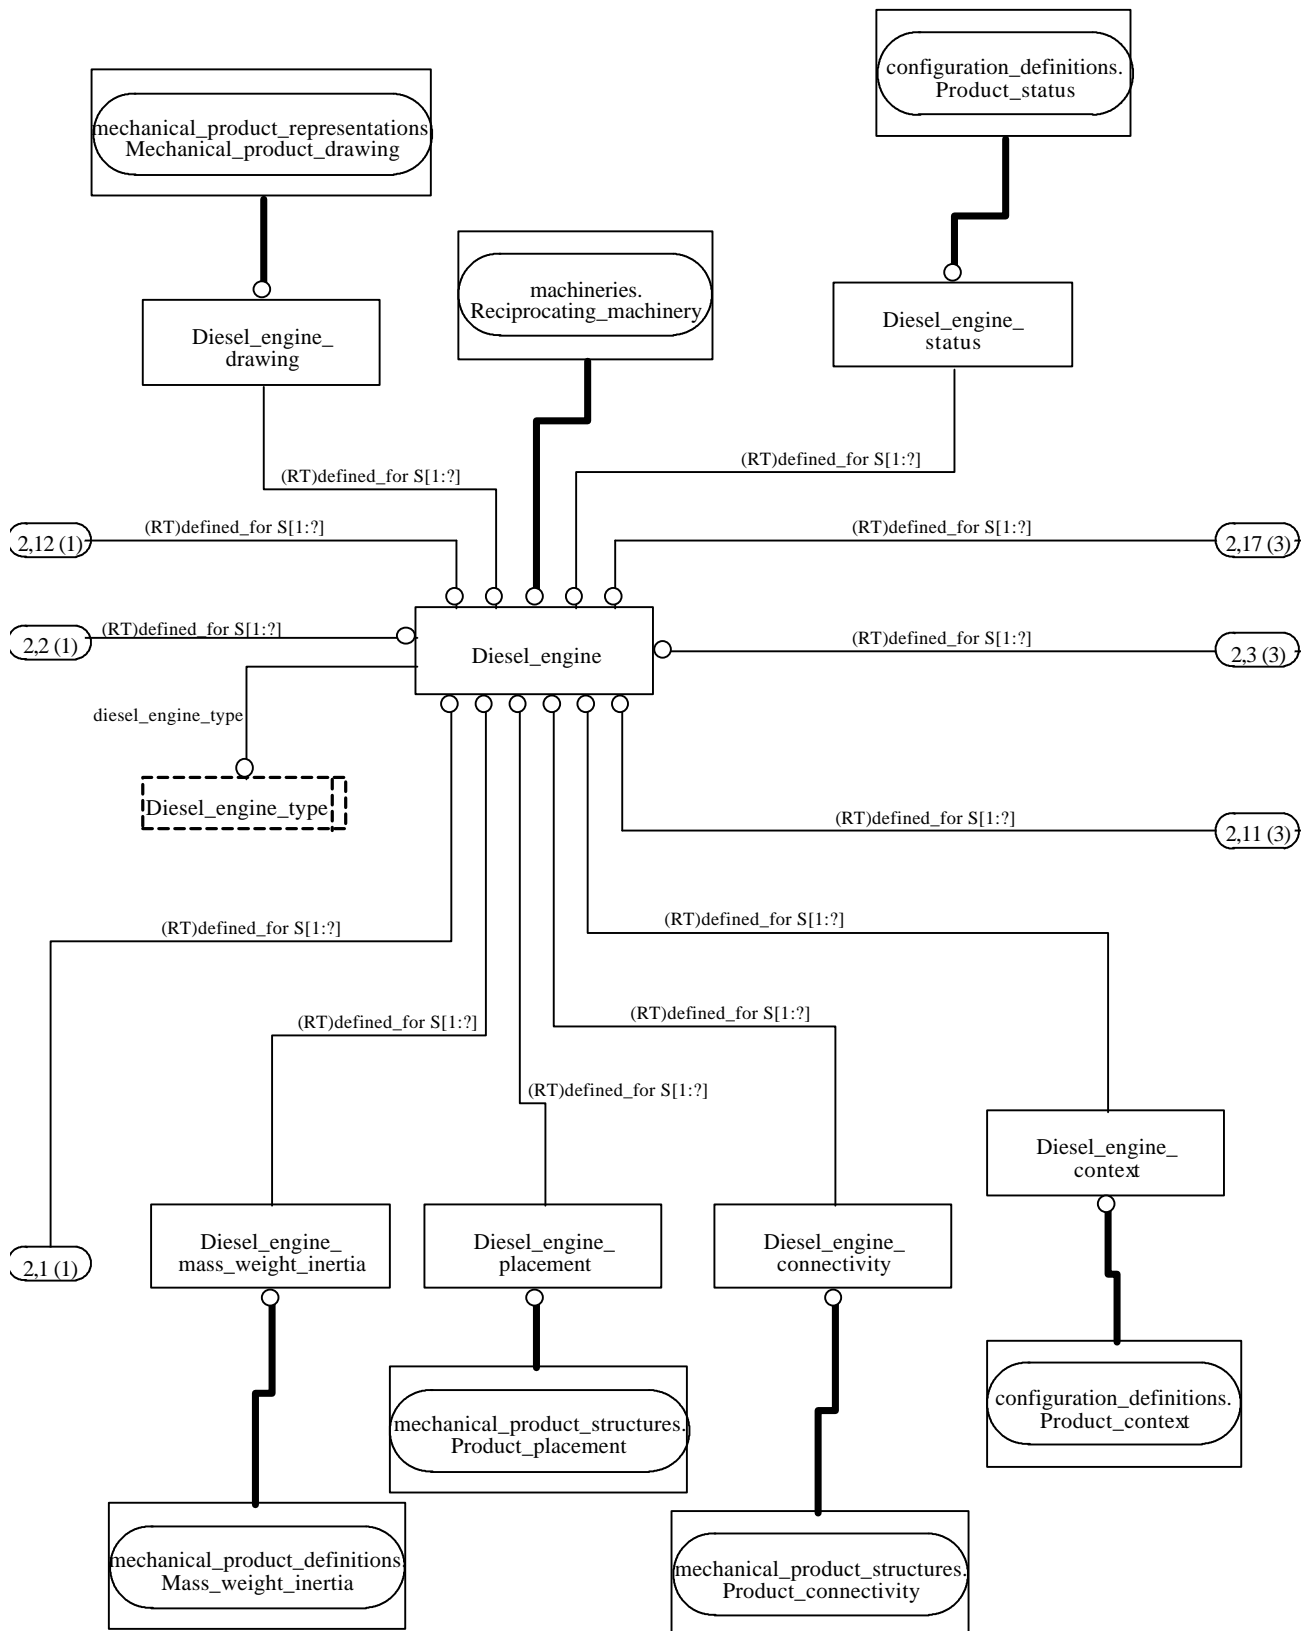 configuration_definitions.
Product_status
mechanical_product_representations.
Mechanical_product_drawing
machineries.
Reciprocating_machinery
Diesel_engine_
status
Diesel_engine_
drawing
(RT)defined_for S[1:?]
(RT)defined_for S[1:?]
(RT)defined_for S[1:?]
(RT)defined_for S[1:?]
2,12 (1)
2,17 (3)
(RT)defined_for S[1:?]
(RT)defined_for S[1:?]
2,2 (1)
Diesel_engine
2,3 (3)
diesel_engine_type
Diesel_engine_type
(RT)defined_for S[1:?]
2,11 (3)
(RT)defined_for S[1:?]
(RT)defined_for S[1:?]
(RT)defined_for S[1:?]
(RT)defined_for S[1:?]
(RT)defined_for S[1:?]
Diesel_engine_
context
Diesel_engine_
mass_weight_inertia
Diesel_engine_
placement
Diesel_engine_
connectivity
2,1 (1)
configuration_definitions.
Product_context
mechanical_product_structures.
Product_placement
mechanical_product_definitions.
Mass_weight_inertia
mechanical_product_structures.
Product_connectivity